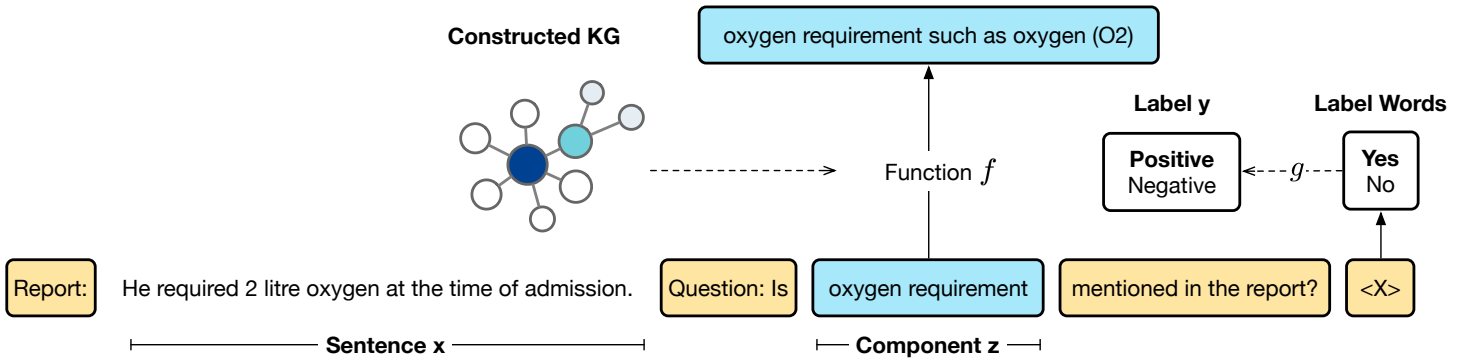 Constructed KG
oxygen requirement such as oxygen (O2)
Label y
Label Words
Positive
Negative
g
Yes
No
Function f
Report:
He required 2 litre oxygen at the time of admission.
Question: Is
oxygen requirement
mentioned in the report?
<X>
Sentence x
Component z